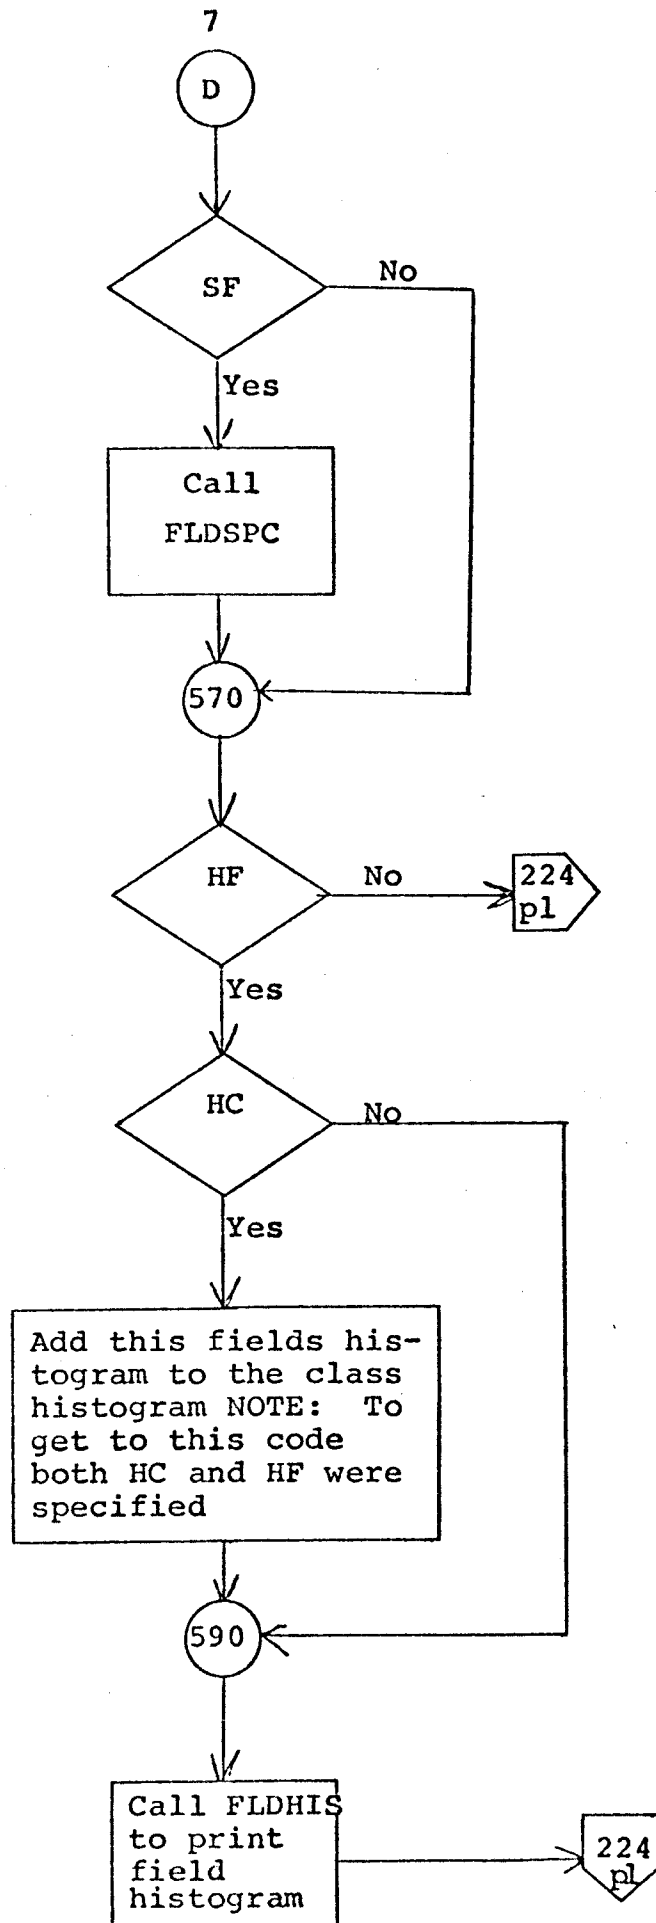 7
D
SF
No
Yes
Call
FLDSPC
570
HF
No
224
pl
Yes
HC
No
Yes
Add this fields his-
togram to the class
histogram NOTE: To
get to this code
both HC and HF were
specified
590
Call FLDHIS
to print
field
histogram
224
pl